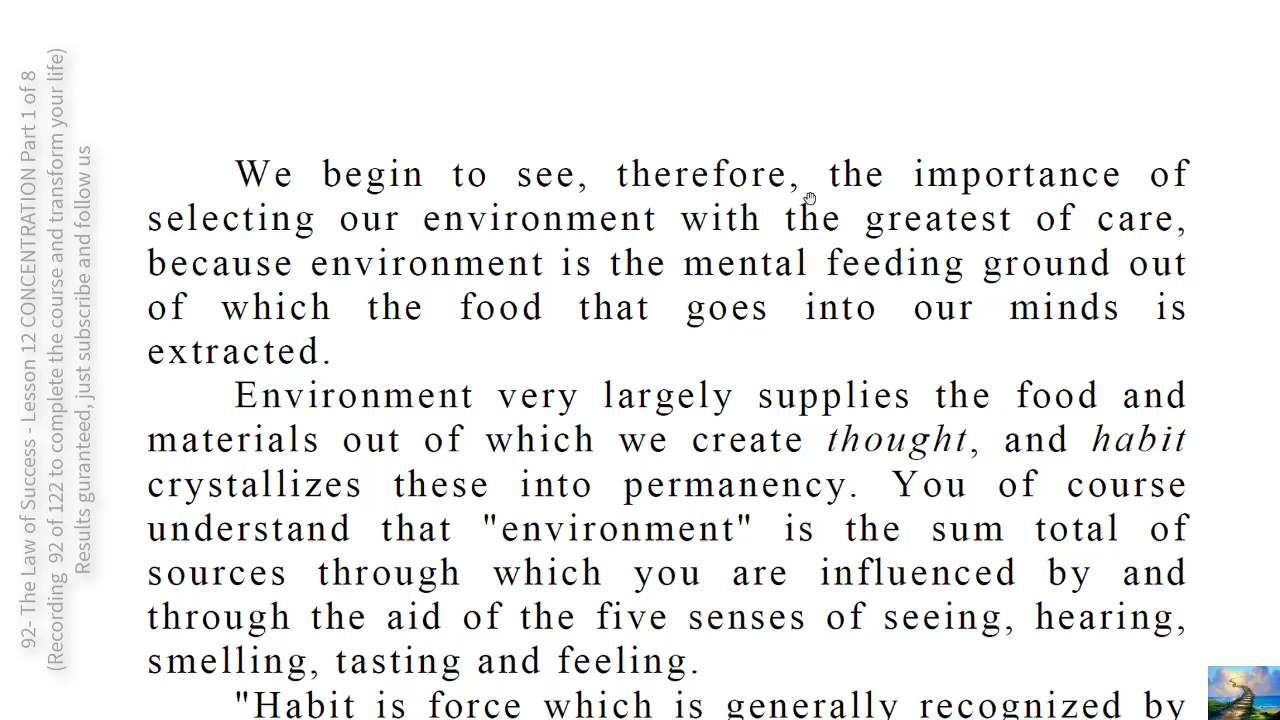 92- The Law of Success - Lesson 12 CONCENTRATION Part 1 of 8
(Recording 92 of 122 to complete the course and transform your life)
Results guranteed, just subscribe and follow us
We begin to see, therefore, the importance of
selecting our environment with the greatest of care,
because environment is the mental feeding ground out
of which the food that goes into our minds is
extracted.
Environment very largely supplies the food and
materials out of which we create thought, and habit
crystallizes these into permanency. You of course
understand that "environment" is the sum total of
sources through which you are influenced by and
through the aid of the five senses of seeing, hearing,
smelling, tasting and feeling.
"Habit is force which is generally recognized by